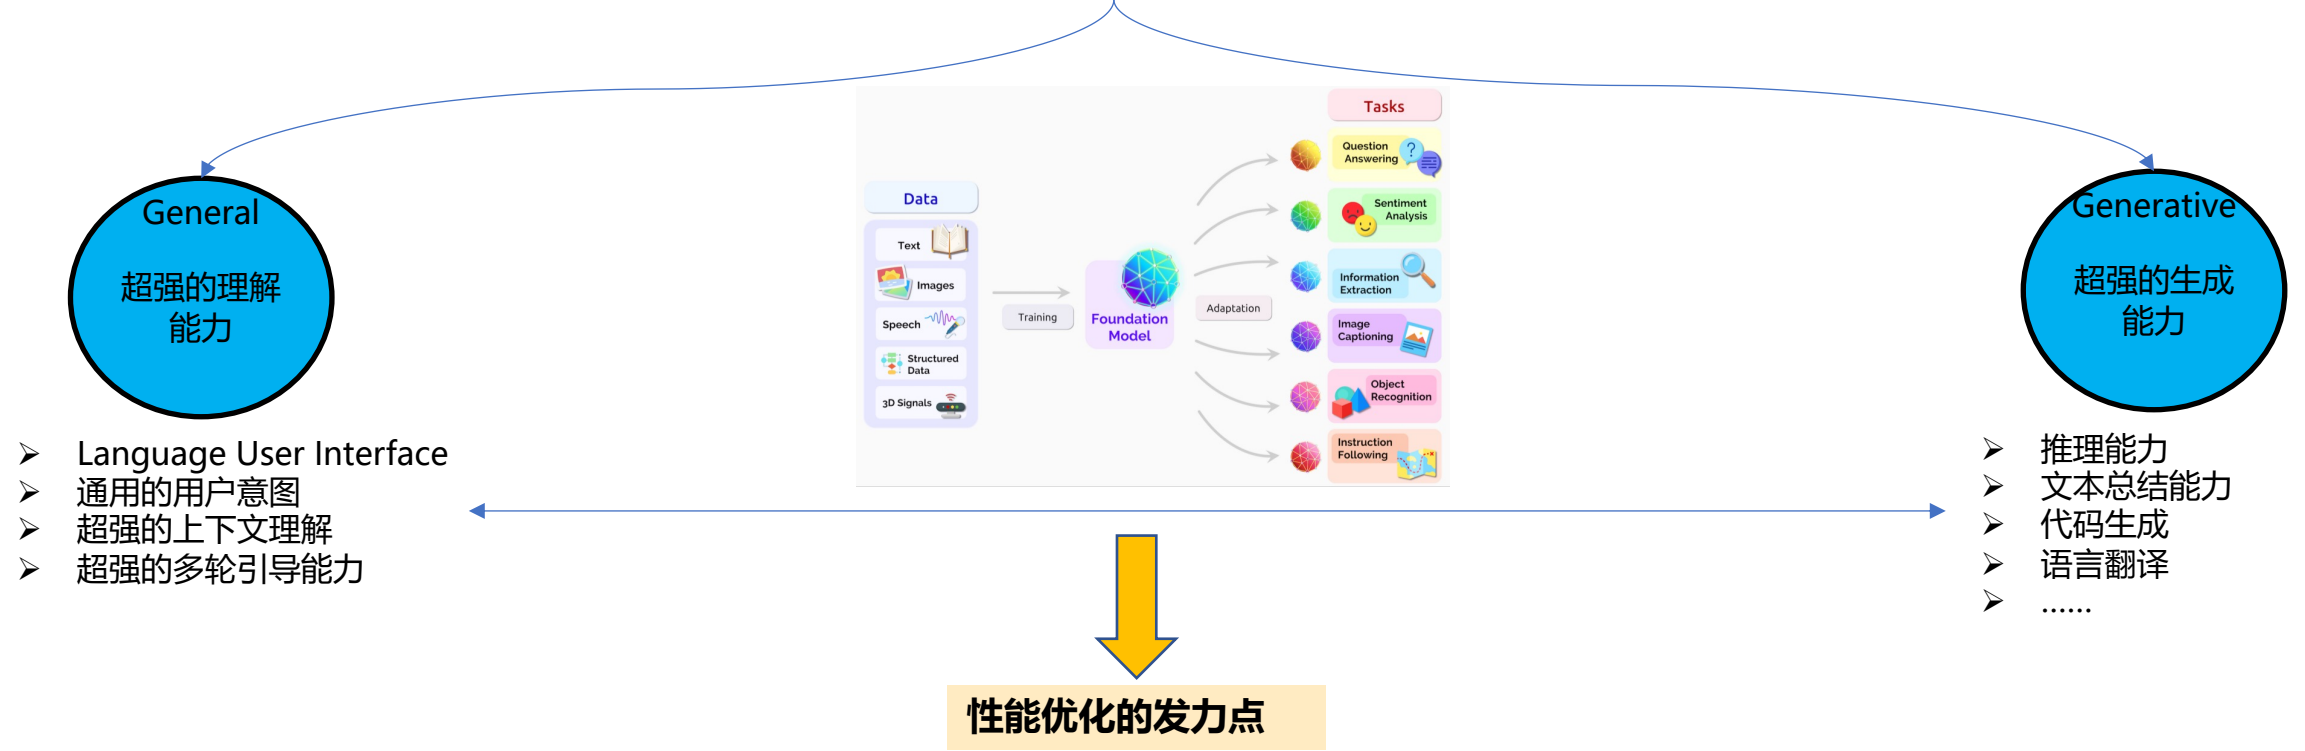 General
超强的理解
能力
Language User Interface
通用的用户意图
超强的上下文理解
超强的多轮引导能力
Data
Text
Images
Speech
Structured
Data
3D Signals
Training
Foundation
Model
Adaptation
Tasks
Question
Answering
Sentiment
Analysis
Information
Extraction
Image
Captioning
Object
Recognition
Instruction
Following
Generative
超强的生成
能力
推理能力
文本总结能力
代码生成
语言翻译
......
性能优化的发力点